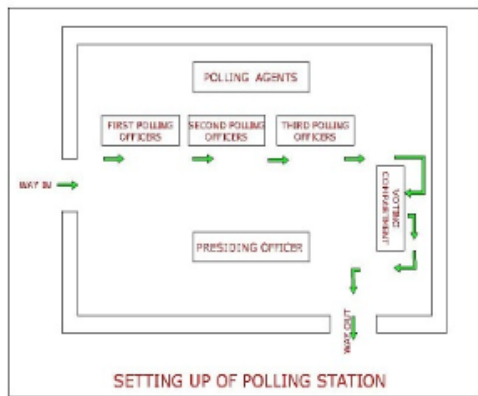 POLLING AGENTS
FIRST POLLING
OFFICERS
SECOND POLLING
OFFICERS
THIRD POLLING
OFFICERS
WAY IN
VOTING
COMPARTMENT
PRESIDING OFFICER
WAY OUT
SETTING UP OF POLLING STATION